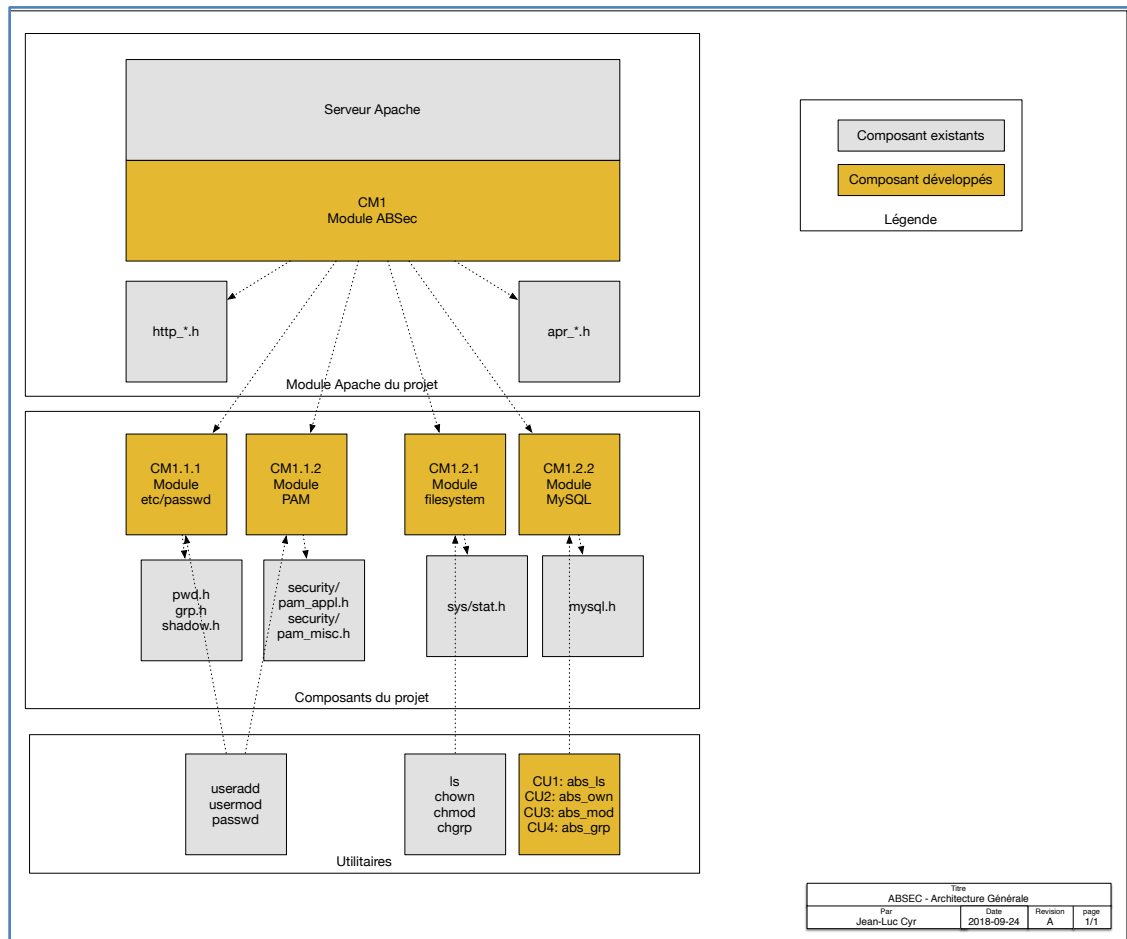 Serveur Apache
CM1
Module ABSec
http_*.h
apr_*.h
Module Apache du projet
Composant existants
Composant développés
Légende
CM1.1.1
Module
etc/passwd
CM1.1.2
Module
PAM
CM1.2.1
Module
filesystem
CM1.2.2
Module
MySQL
pwd.h
grp.h
shadow.h
security/
pam_appl.h
security/
pam_misc.h
sys/stat.h
mysql.h
Composants du projet
useradd
usermod
passwd
ls
chown
chmod
chgrp
CU1: abs_ls
CU2: abs_own
CU3: abs_mod
CU4: abs_grp
Utilitaires
Titre
ABSEC - Architecture Générale
Par
Jean-Luc Cyr
Date
2018-09-24
Revision
A
page
1/1